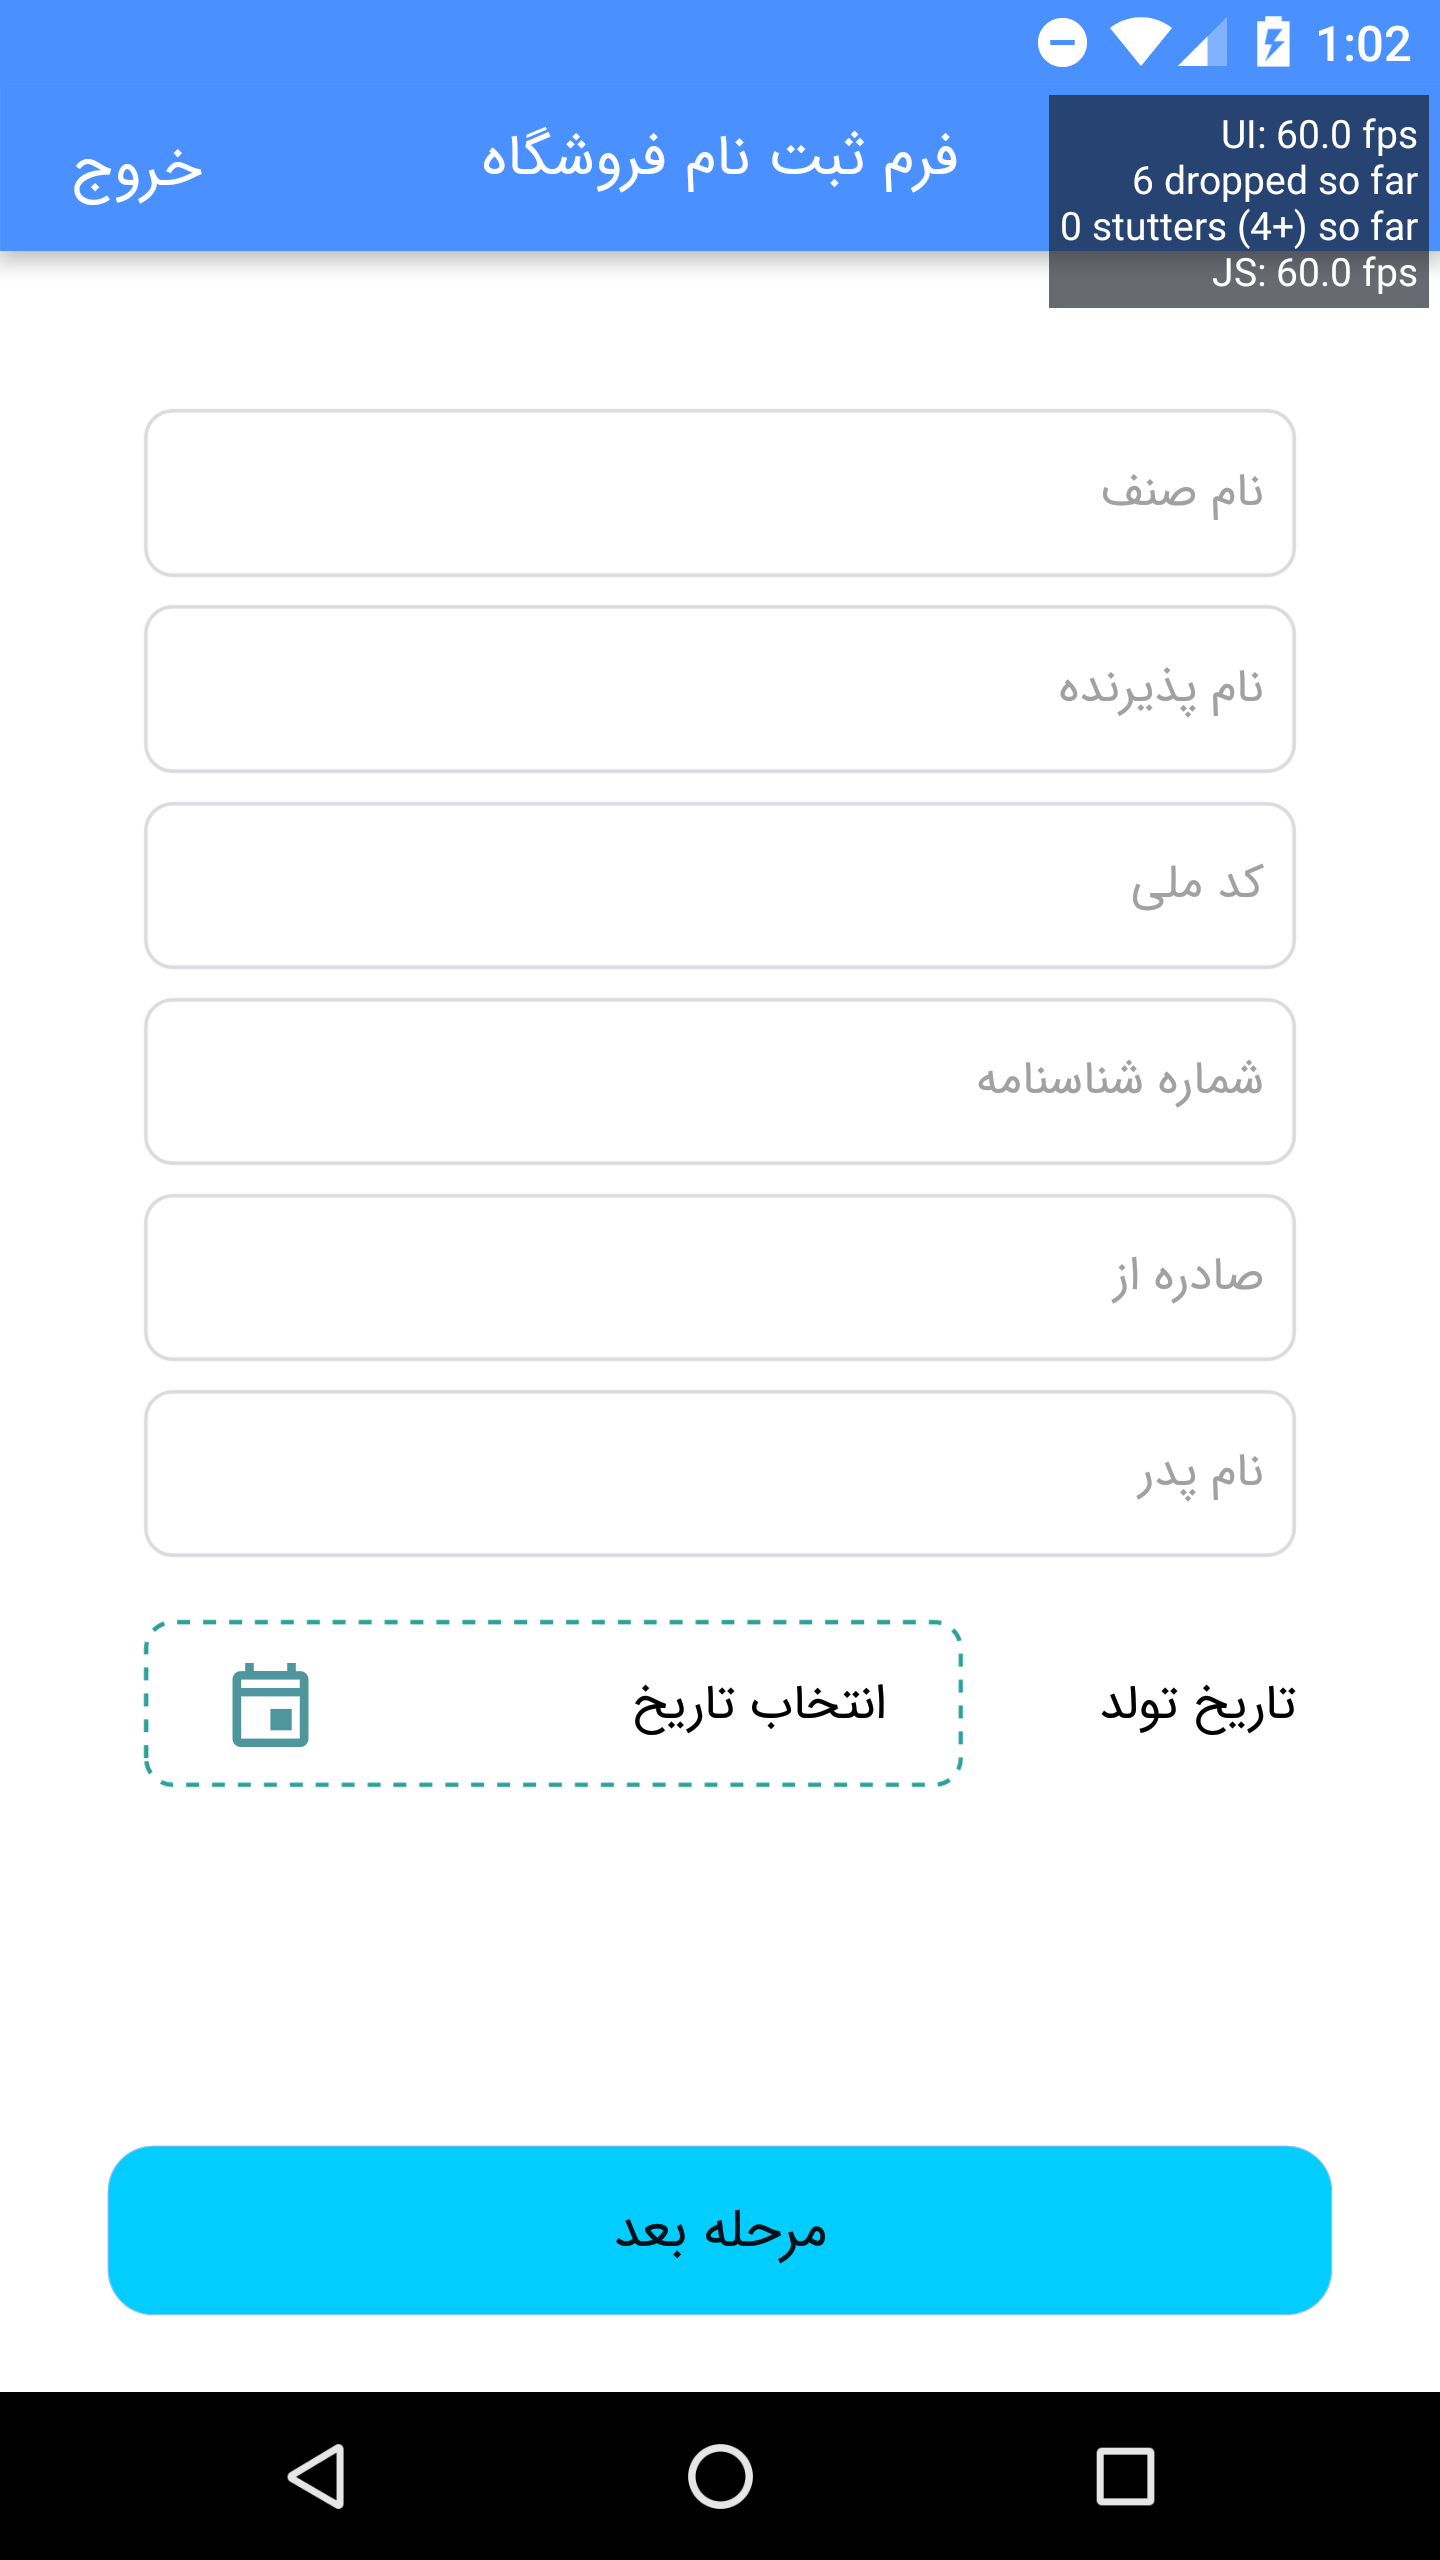 1:02
UI: 60.0 fps
6 dropped so far
0 stutters (4+) so far
JS: 60.0 fps
فرم ثبت نام فروشگاه
خروج
نام صنف
نام پذیرنده
کد ملی
شماره شناسنامه
صادره از
نام پدر
تاریخ تولد
انتخاب تاریخ
مرحله بعد